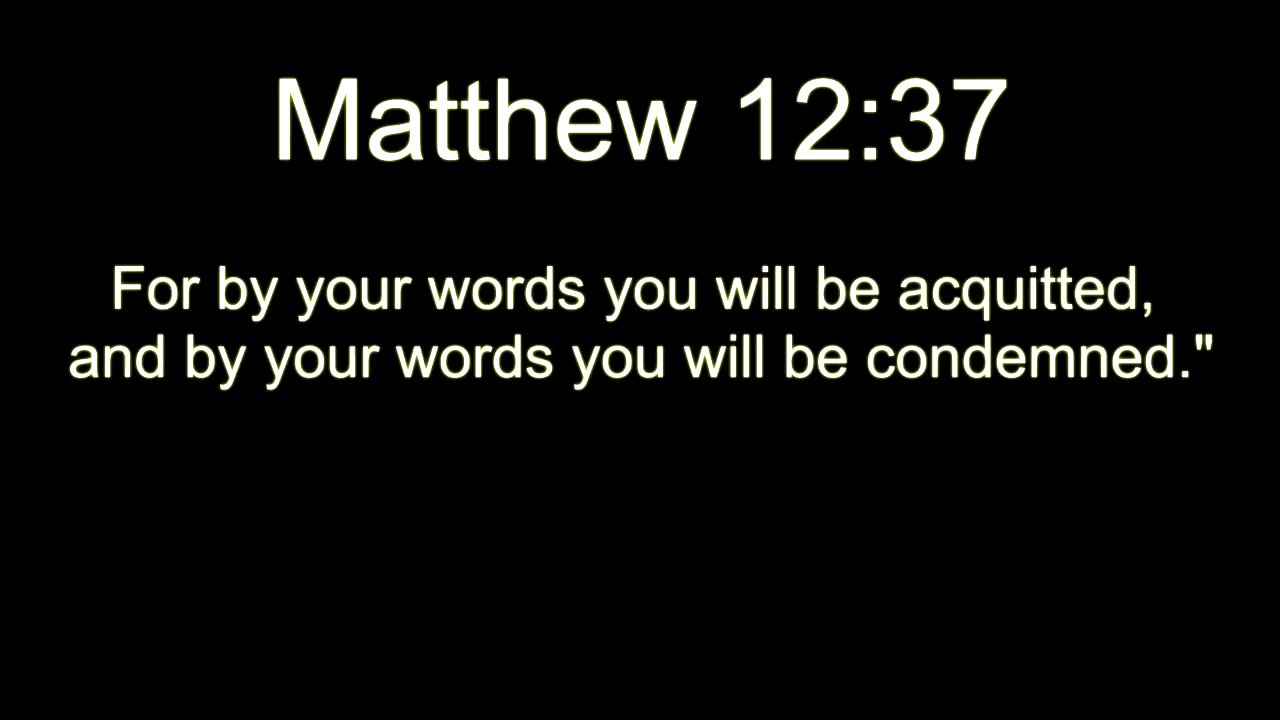 Matthew 12:37
For by your words you will be acquitted,
and by your words you will be condemned."